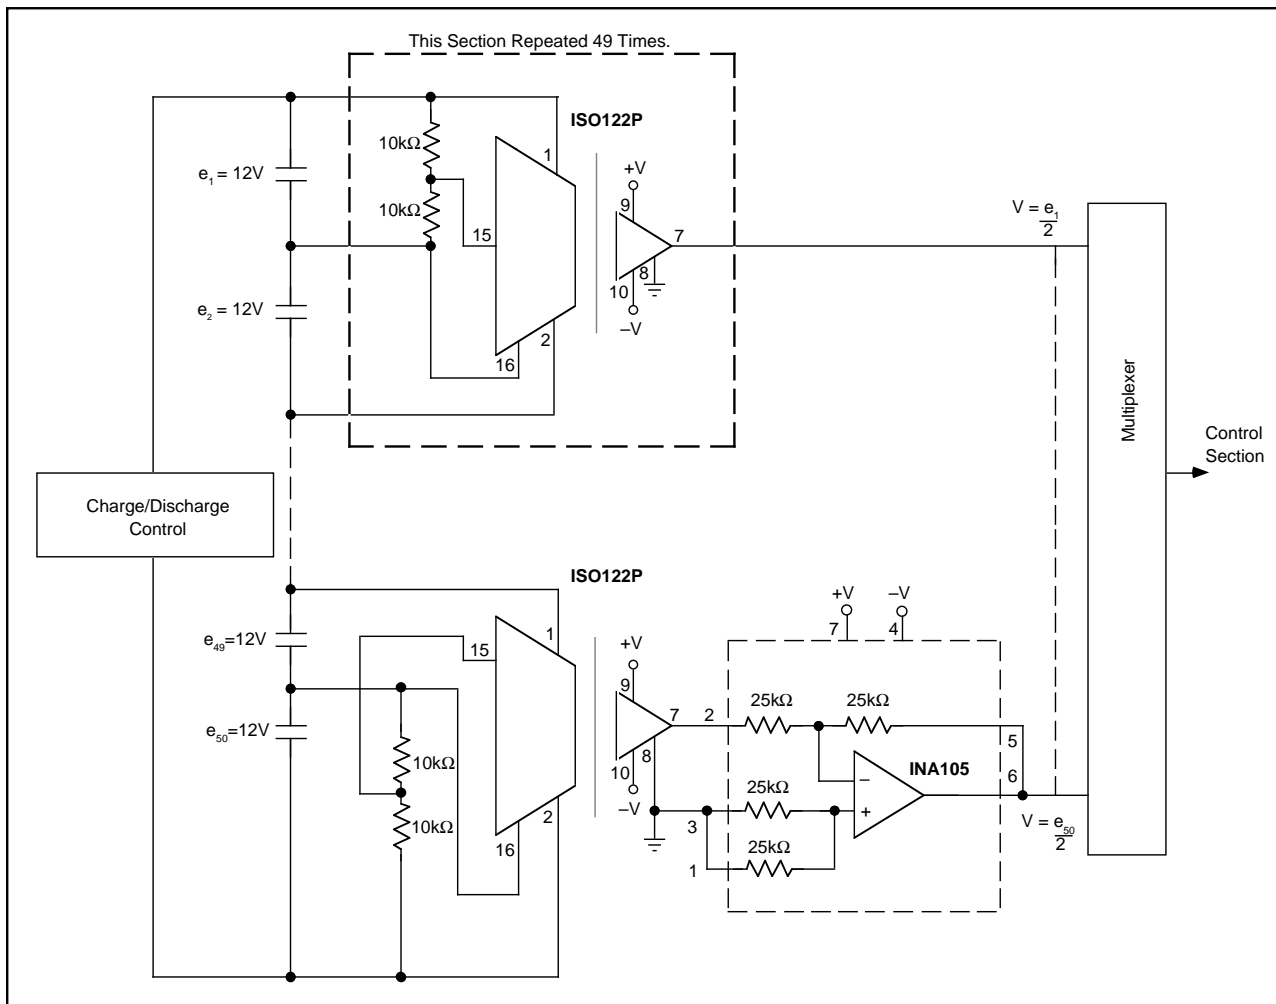 This Section Repeated 49 Times.
ISO122P
10kΩ
1
+V
e1 = 12V
9
V = e1
2
10kΩ
15
7
8
10
e2 = 12V
–V
2
16
Multiplexer
Control
Section
Charge/Discharge
Control
ISO122P
+V
–V
7
4
1
e49=12V
15
+V
9
25kΩ
25kΩ
7
2
e50=12V
5
8
10kΩ
10
INA105
–
6
–V
25kΩ
+
10kΩ
2
3
V = e50
2
16
25kΩ
1